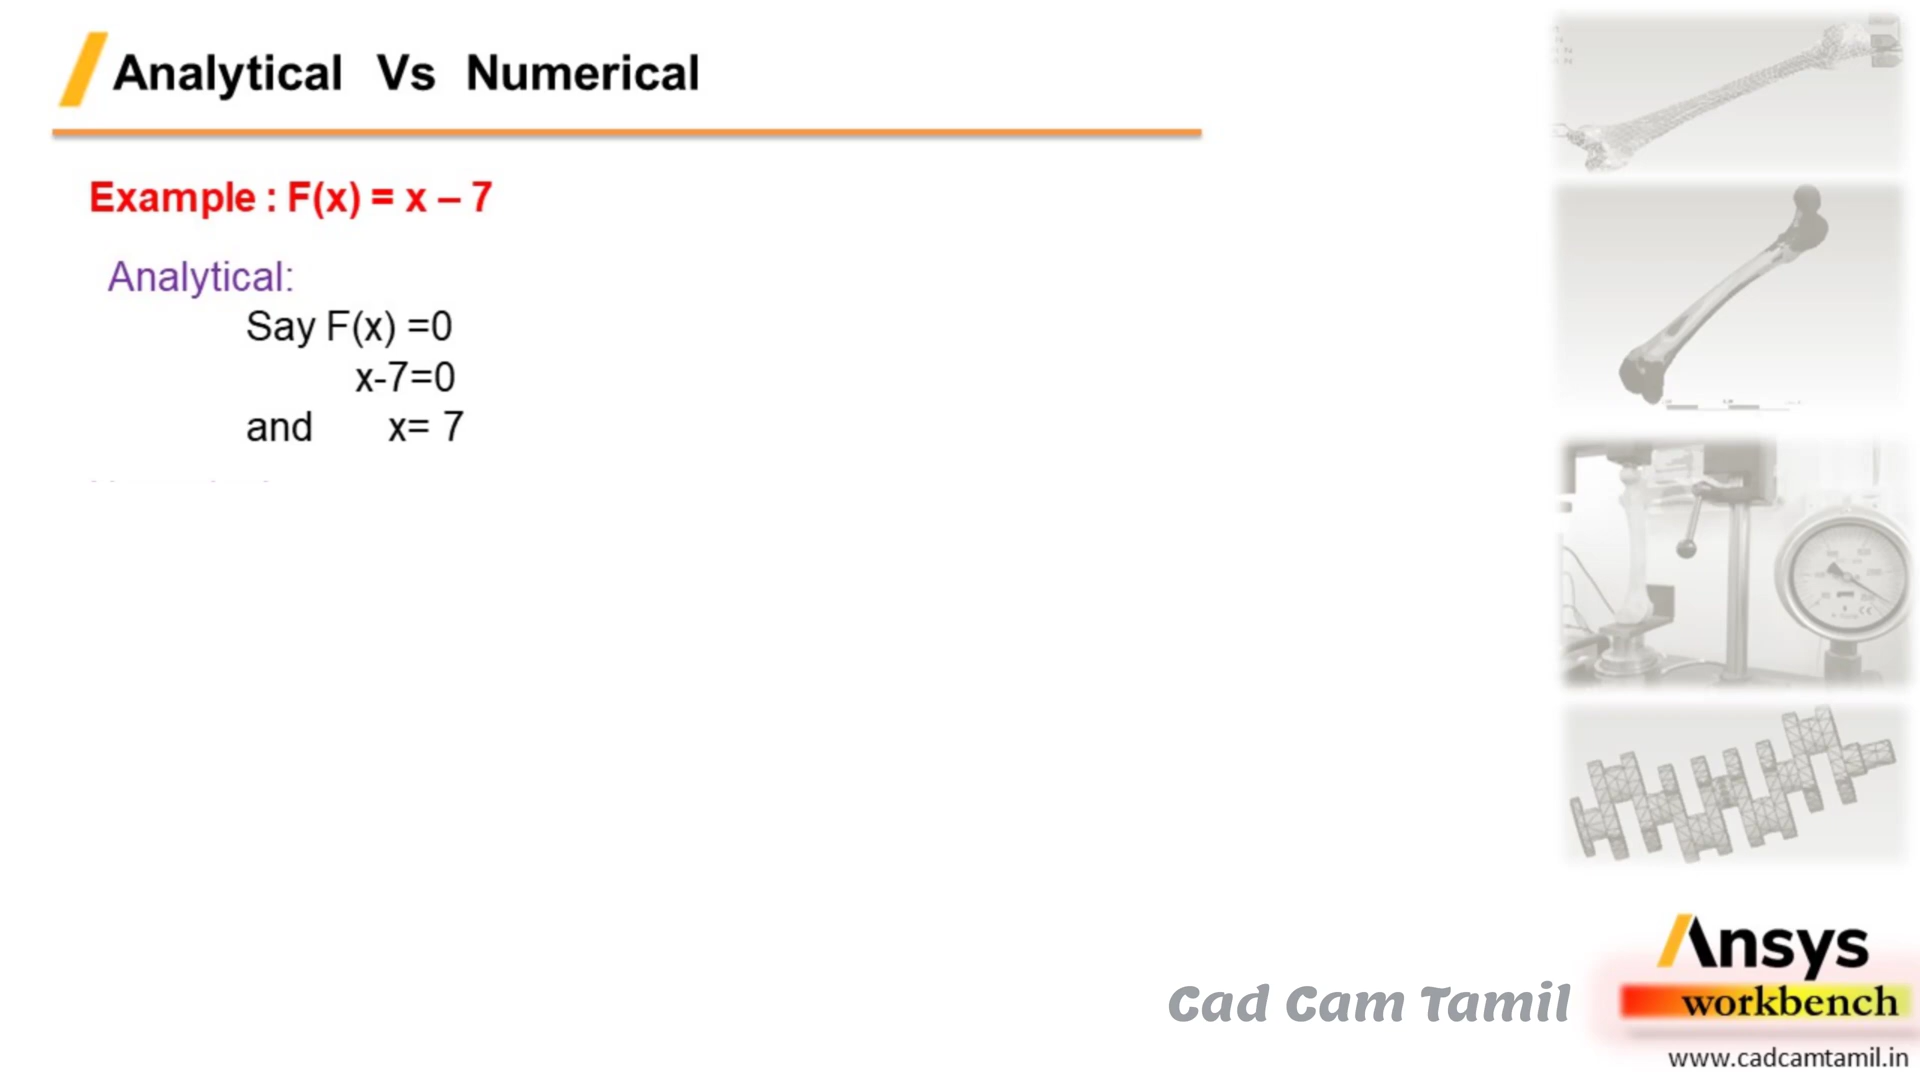 Analytical Vs Numerical
Example : F(x) = x – 7
Analytical:
Say F(x) =0
x-7=0
and x= 7
Ansys
workbench
Cad Cam Tamil
www.cadcamtamil.in